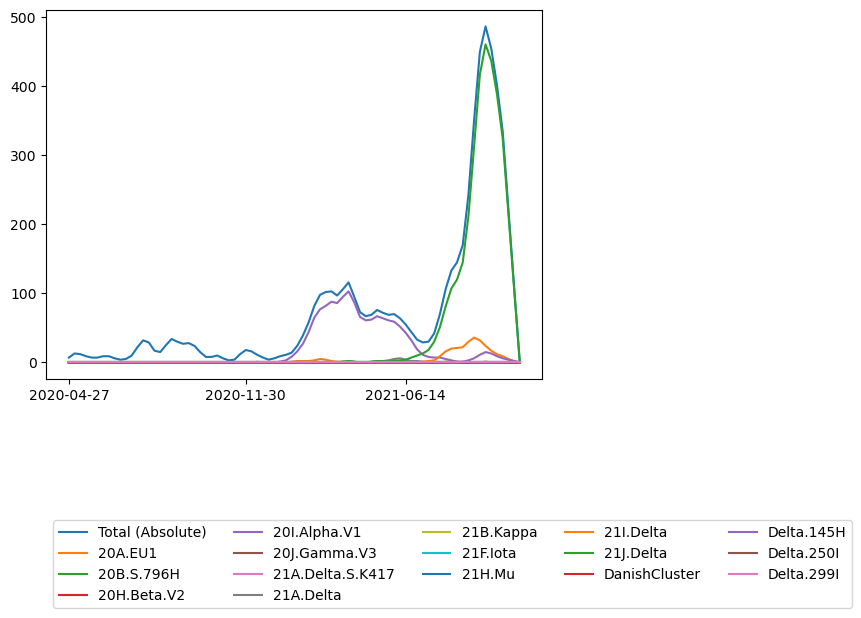 500
400
300
200
100
0
2020-04-27 2020-11-30 2021-06-14
Total (Absolute) 20I.Alpha.V1 21B.Kappa 21I.Delta Delta.145H
20A.EU1 20J.Gamma.V3 21F.Iota 21J.Delta Delta.250I
20B.S.796H 21A.Delta.S.K417 21H.Mu DanishCluster Delta.299I
20H.Beta.V2 21A.Delta